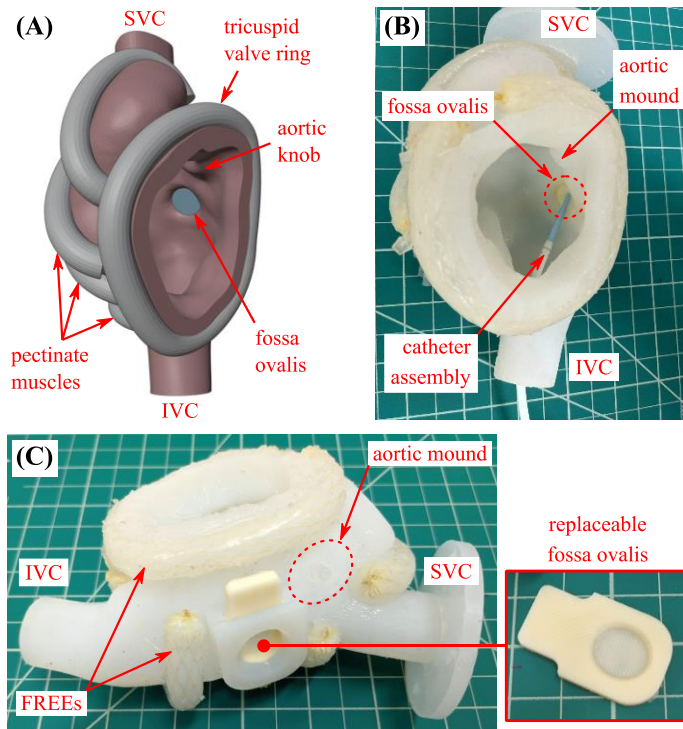 (A)
SVC
tricuspid
valve ring
aortic
knob
fossa
ovalis
pectinate
muscles
IVC
(B)
SVC
aortic
mound
fossa ovalis
catheter
assembly
IVC
(C)
aortic mound
IVC
SVC
FREEs
replaceable
fossa ovalis